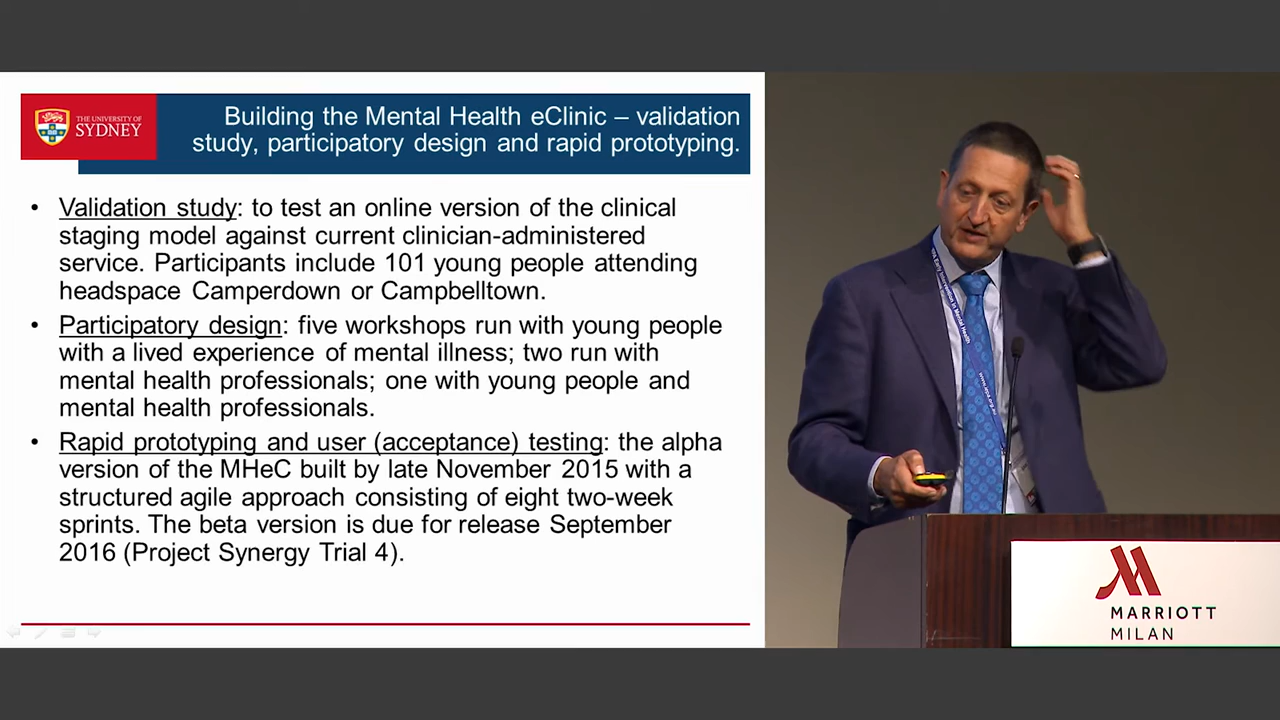 THE UNIVERSITY OF
SYDNEY
Building the Mental Health eClinic – validation
study, participatory design and rapid prototyping.
• Validation study: to test an online version of the clinical
staging model against current clinician-administered
service. Participants include 101 young people attending
headspace Camperdown or Campbelltown.
• Participatory design: five workshops run with young people
with a lived experience of mental illness; two run with
mental health professionals; one with young people and
mental health professionals.
• Rapid prototyping and user (acceptance) testing: the alpha
version of the MHeC built by late November 2015 with a
structured agile approach consisting of eight two-week
sprints. The beta version is due for release September
2016 (Project Synergy Trial 4).
Early Intervention in Mental Health
MARRIOTT
MILAN